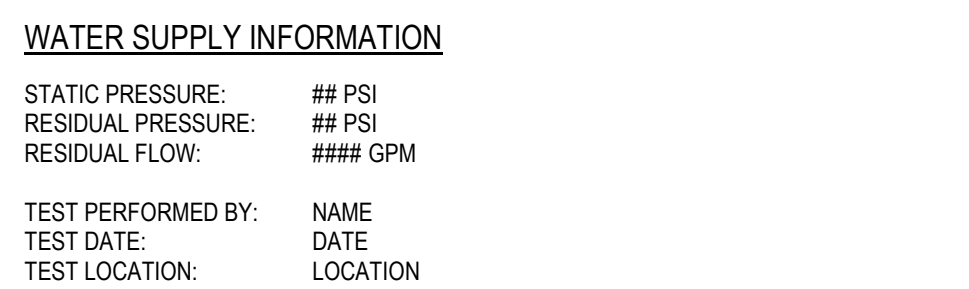 WATER SUPPLY INFORMATION
STATIC PRESSURE: ## PSI
RESIDUAL PRESSURE: ## PSI
RESIDUAL FLOW: #### GPM
TEST PERFORMED BY: NAME
TEST DATE: DATE
TEST LOCATION: LOCATION